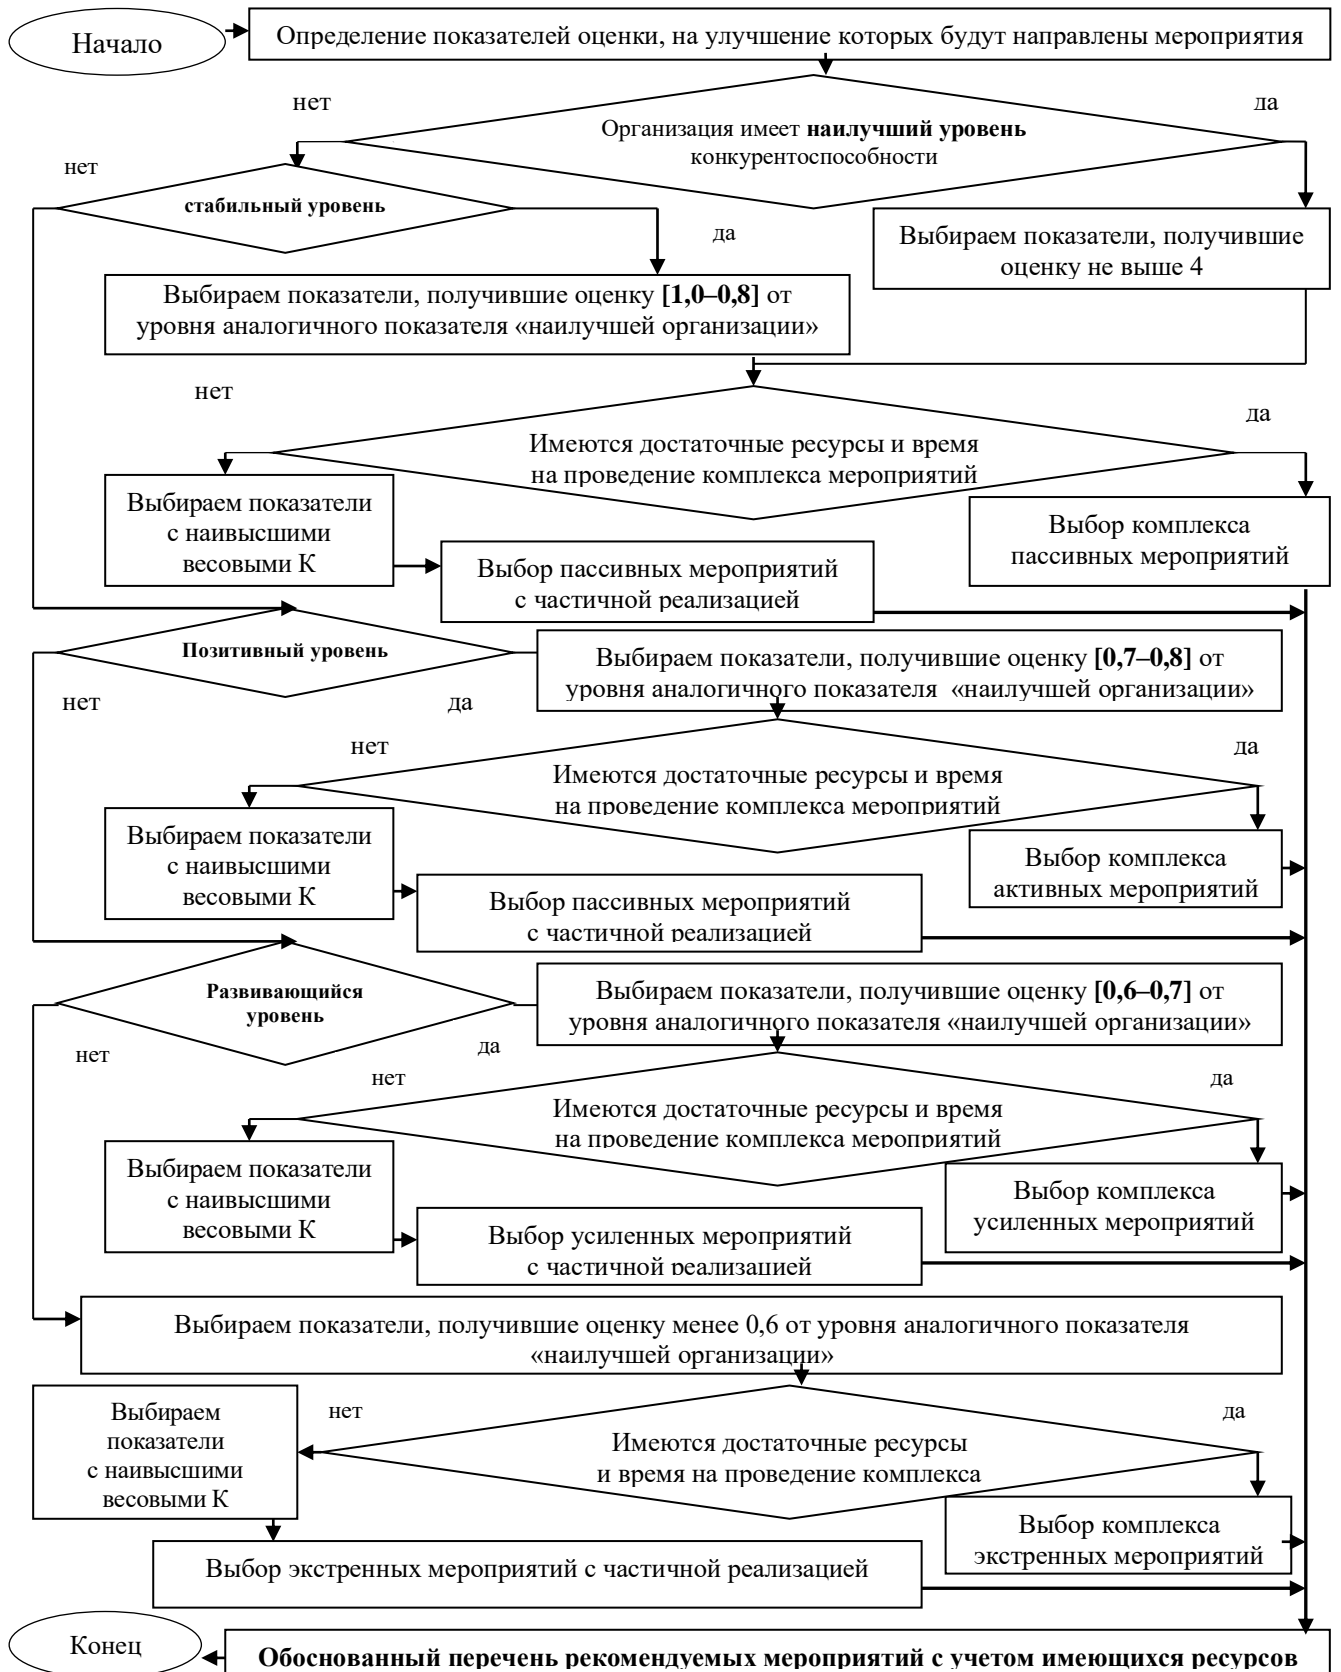 Начало
Определение показателей оценки, на улучшение которых будут направлены мероприятия
нет
да
Организация имеет наилучший уровень
конкурентоспособности
нет
стабильный уровень
да
Выбираем показатели, получившие
оценку не выше 4
Выбираем показатели, получившие оценку [1,0–0,8] от
уровня аналогичного показателя «наилучшей организации»
нет
да
Имеются достаточные ресурсы и время
на проведение комплекса мероприятий
Выбираем показатели
с наивысшими
весовыми К
Выбор комплекса
пассивных мероприятий
Выбор пассивных мероприятий
с частичной реализацией
Позитивный уровень
нет
да
Выбираем показатели, получившие оценку [0,7–0,8] от
уровня аналогичного показателя «наилучшей организации»
нет
да
Имеются достаточные ресурсы и время
на проведение комплекса мероприятий
Выбираем показатели
с наивысшими
весовыми К
Выбор комплекса
активных мероприятий
Выбор пассивных мероприятий
с частичной реализацией
Развивающийся
уровень
нет
да
Выбираем показатели, получившие оценку [0,6–0,7] от
уровня аналогичного показателя «наилучшей организации»
нет
да
Имеются достаточные ресурсы и время
на проведение комплекса мероприятий
Выбираем показатели
с наивысшими
весовыми К
Выбор комплекса
усиленных мероприятий
Выбор усиленных мероприятий
с частичной реализацией
Выбираем показатели, получившие оценку менее 0,6 от уровня аналогичного показателя
«наилучшей организации»
нет
да
Выбираем
показатели
с наивысшими
весовыми К
Имеются достаточные ресурсы
и время на проведение комплекса
Выбор комплекса
экстренных мероприятий
Выбор экстренных мероприятий с частичной реализацией
Конец
Обоснованный перечень рекомендуемых мероприятий с учетом имеющихся ресурсов